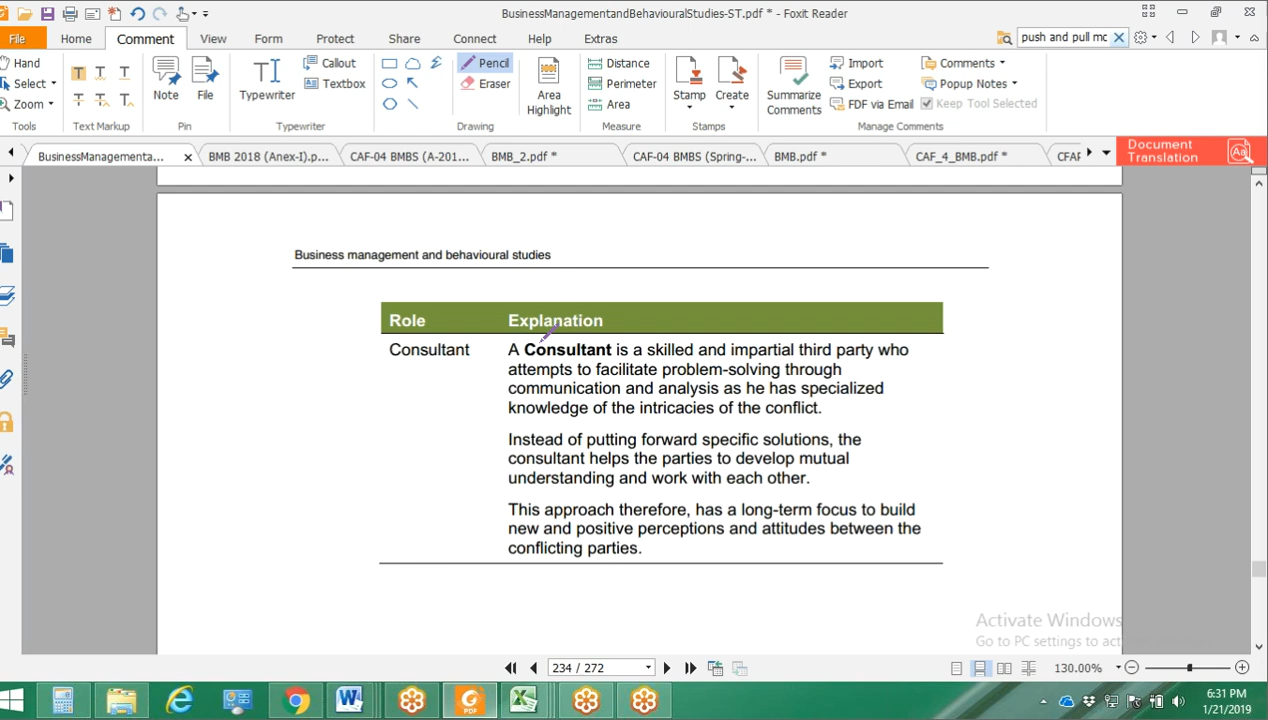 BusinessManagementandBehaviouralStudies-ST.pdf * - Foxit Reader
File Home Comment View Form Protect Share Connect Help Extras push and pull mc
Hand
Select
Zoom
Tools
Text Markup
Note
File
Pin
Typewriter
Callout
Textbox
Typewriter
Pencil
Eraser
Area
Highlight
Drawing
Distance
Perimeter
Area
Measure
Stamp
Create
Stamps
Summarize
Comments
Import
Export
FDF via Email
Comments
Popup Notes
Keep Tool Selected
Manage Comments
BusinessManagementa... BMB 2018 (Anex-I).p... CAF-04 BMBS (A-201... BMB_2.pdf * CAF-04 BMBS (Spring-... BMB.pdf * CAF_4_BMB.pdf * CFAP
Document
Translation
Business management and behavioural studies
Role Explanation
Consultant A Consultant is a skilled and impartial third party who
attempts to facilitate problem-solving through
communication and analysis as he has specialized
knowledge of the intricacies of the conflict.
Instead of putting forward specific solutions, the
consultant helps the parties to develop mutual
understanding and work with each other.
This approach therefore, has a long-term focus to build
new and positive perceptions and attitudes between the
conflicting parties.
Activate Windows
Go to PC settings to act
234 / 272
130.00%
6:31 PM
1/21/2019